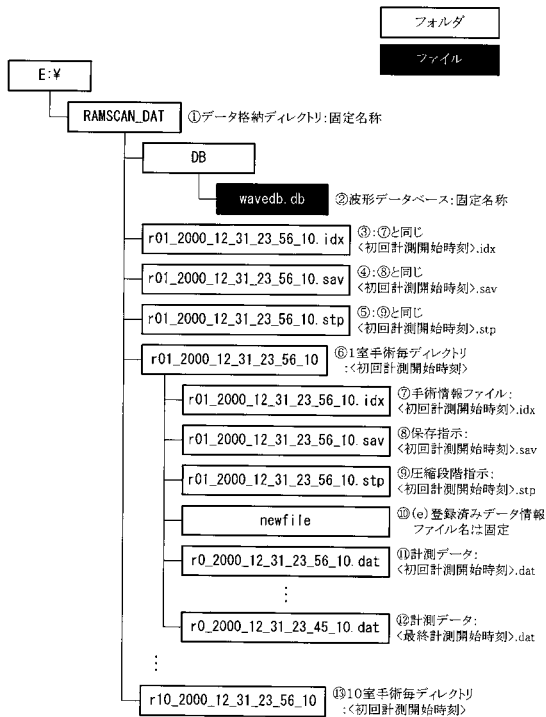 フォルダ
ファイル
E:¥
RAMSCAN_DAT
①データ格納ディレクトリ:固定名称
DB
wavedb.db
②波形データベース:固定名称
r01_2000_12_31_23_56_10.idx
③:⑦と同じ
<初回計測開始時刻>.idx
r01_2000_12_31_23_56_10.sav
④:⑧と同じ
<初回計測開始時刻>.sav
r01_2000_12_31_23_56_10.stp
⑤:⑨と同じ
<初回計測開始時刻>.stp
r01_2000_12_31_23_56_10
⑥1室手術毎ディレクトリ
:<初回計測開始時刻>
r01_2000_12_31_23_56_10.idx
⑦手術情報ファイル:
<初回計測開始時刻>.idx
r01_2000_12_31_23_56_10.sav
⑧保存指示:
<初回計測開始時刻>.sav
r01_2000_12_31_23_56_10.stp
⑨圧縮段階指示:
<初回計測開始時刻>.stp
newfile
⑩(e)登録済みデータ情報
ファイル名は固定
r0_2000_12_31_23_56_10.dat
⑪計測データ:
<初回計測開始時刻>.dat
⋮
r0_2000_12_31_23_45_10.dat
⑫計測データ:
<最終計測開始時刻>.dat
⋮
r10_2000_12_31_23_56_10
⑬10室手術毎ディレクトリ
:<初回計測開始時刻>